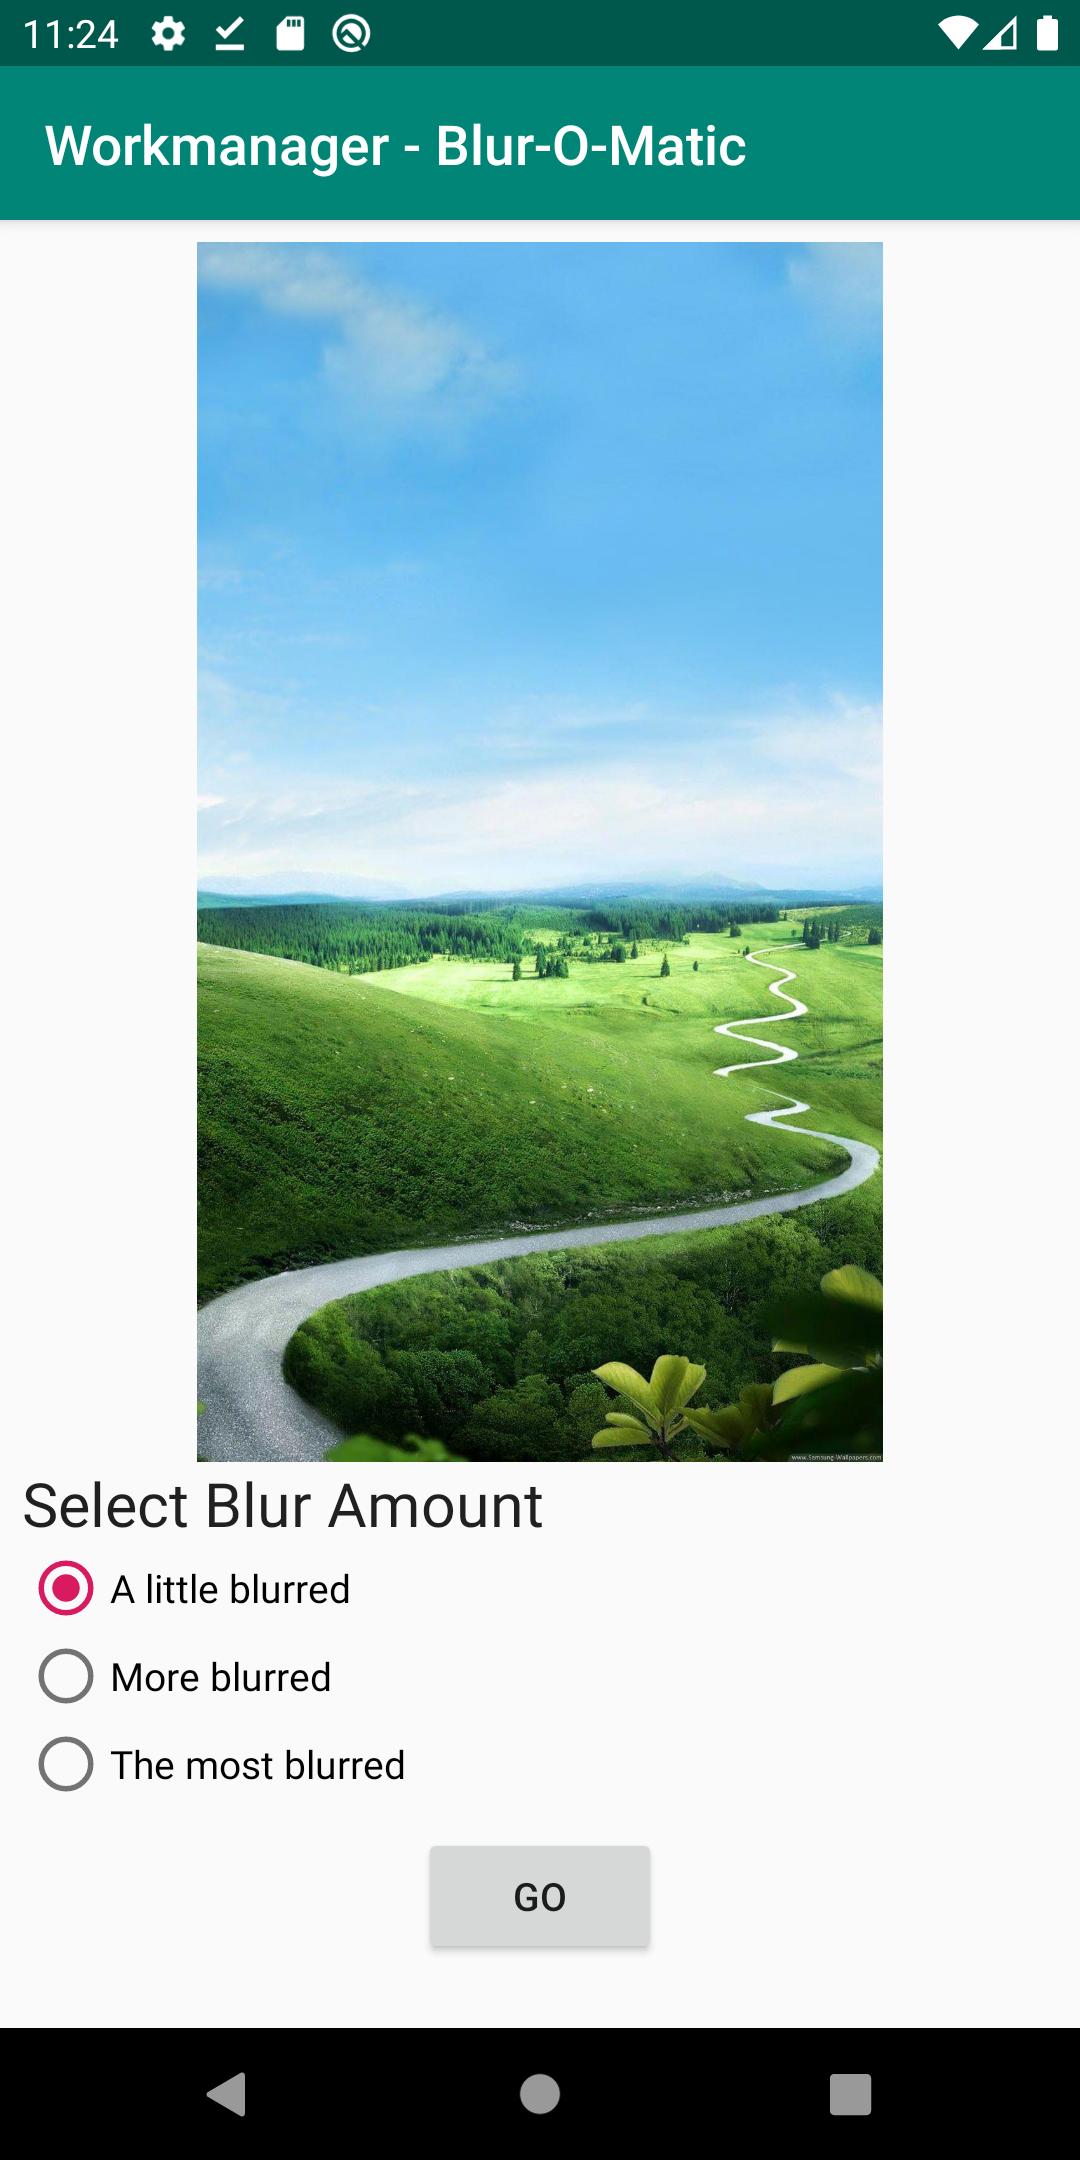 11:24
Workmanager - Blur-O-Matic
www.Samsung-Wallpapers.com
Select Blur Amount
A little blurred
More blurred
The most blurred
GO